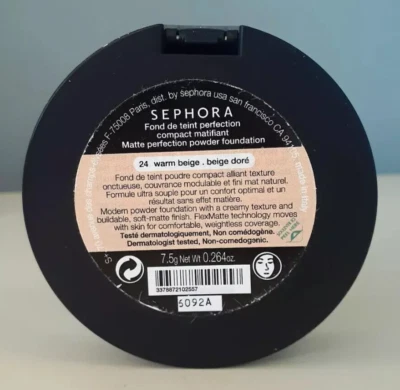 F-75008 Paris, dist. by sephora usa san francisco CA 94
SEPHORA
Fond de teint perfection
compact matifiant
Matte perfection powder foundation
24 warm beige . beige doré
Fond de teint poudre compact alliant texture
onctueuse, couvrance modulable et fini mat naturel.
Formule ultra souple pour un confort optimal et un
résultat sans effet matière.
Modern powder foundation with a creamy texture and
buildable, soft-matte finish. FlexMatte technology moves
with skin for comfortable, weightless coverage.
Testé dermatologiquement, Non comédogène.
Dermatologist tested, Non-comedogenic.
7.5g Net Wt 0.264oz.
3378872102557
5092A